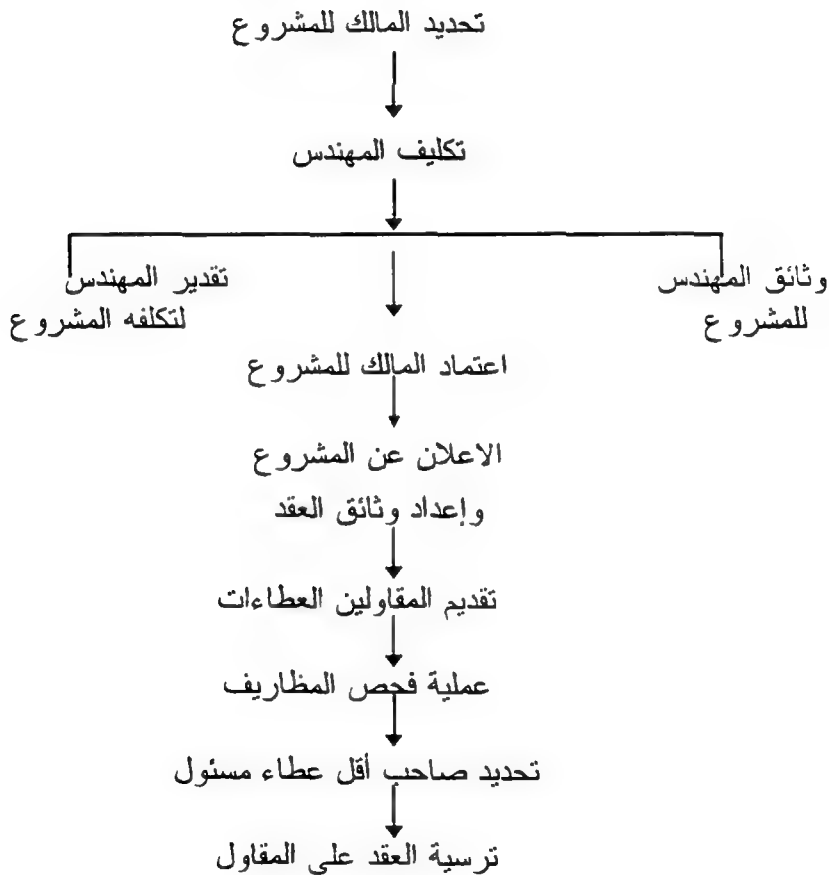 تحديد المالك للمشروع
تكليف المهندس
وثائق المهندس
للمشروع
تقدير المهندس
لتكلفه المشروع
اعتماد المالك للمشروع
الاعلان عن المشروع
وإعداد وثائق العقد
تقديم المقاولين العطاءات
عملية فحص المظاريف
تحديد صاحب أقل عطاء مسئول
ترسية العقد على المقاول